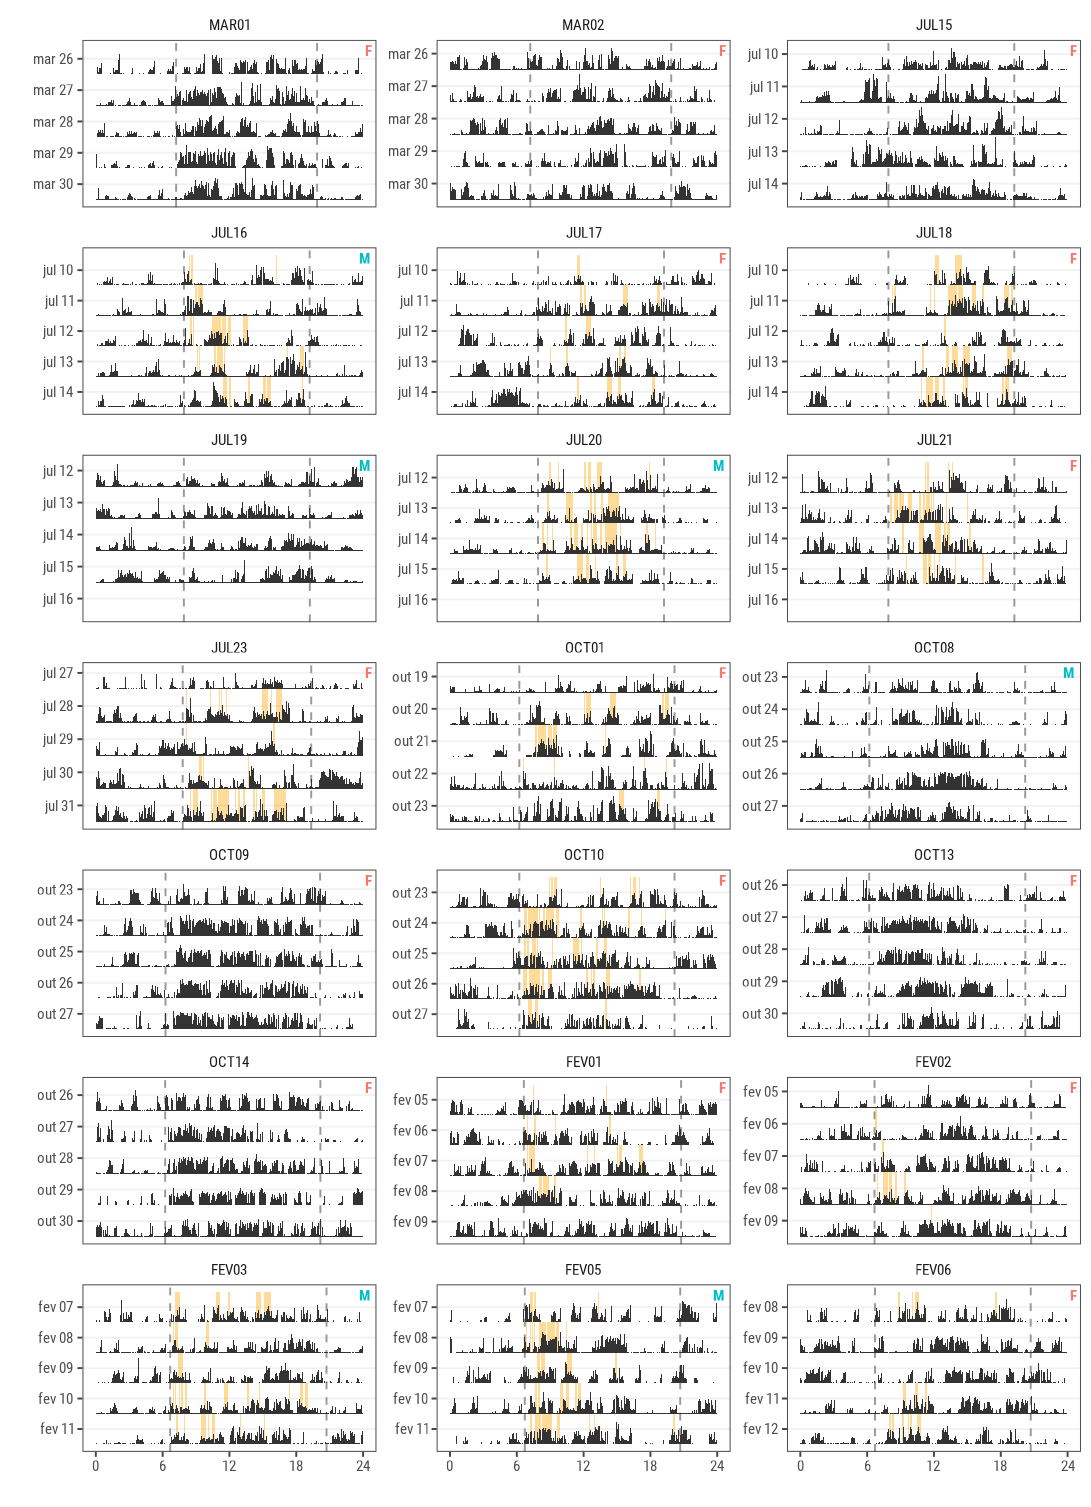 MAR01 MAR02 JUL15
mar 26 F mar 26 F jul 10 F
mar 27 mar 27 jul 11
mar 28 mar 28 jul 12
mar 29 mar 29 jul 13
mar 30 mar 30 jul 14
JUL16 JUL17 JUL18
jul 10 M jul 10 F jul 10 F
jul 11 jul 11 jul 11
jul 12 jul 12 jul 12
jul 13 jul 13 jul 13
jul 14 jul 14 jul 14
JUL19 JUL20 JUL21
jul 12 M jul 12 M jul 12 F
jul 13 jul 13 jul 13
jul 14 jul 14 jul 14
jul 15 jul 15 jul 15
jul 16 jul 16 jul 16
JUL23 OCT01 OCT08
jul 27 F out 19 F out 23 M
jul 28 out 20 out 24
jul 29 out 21 out 25
jul 30 out 22 out 26
jul 31 out 23 out 27
OCT09 OCT10 OCT13
out 23 F out 23 F out 26 F
out 24 out 24 out 27
out 25 out 25 out 28
out 26 out 26 out 29
out 27 out 27 out 30
OCT14 FEV01 FEV02
out 26 F fev 05 F fev 05 F
out 27 fev 06 fev 06
out 28 fev 07 fev 07
out 29 fev 08 fev 08
out 30 fev 09 fev 09
FEV03 FEV05 FEV06
fev 07 M fev 07 M fev 08 F
fev 08 fev 08 fev 09
fev 09 fev 09 fev 10
fev 10 fev 10 fev 11
fev 11 fev 11 fev 12
0 6 12 18 24 0 6 12 18 24 0 6 12 18 24